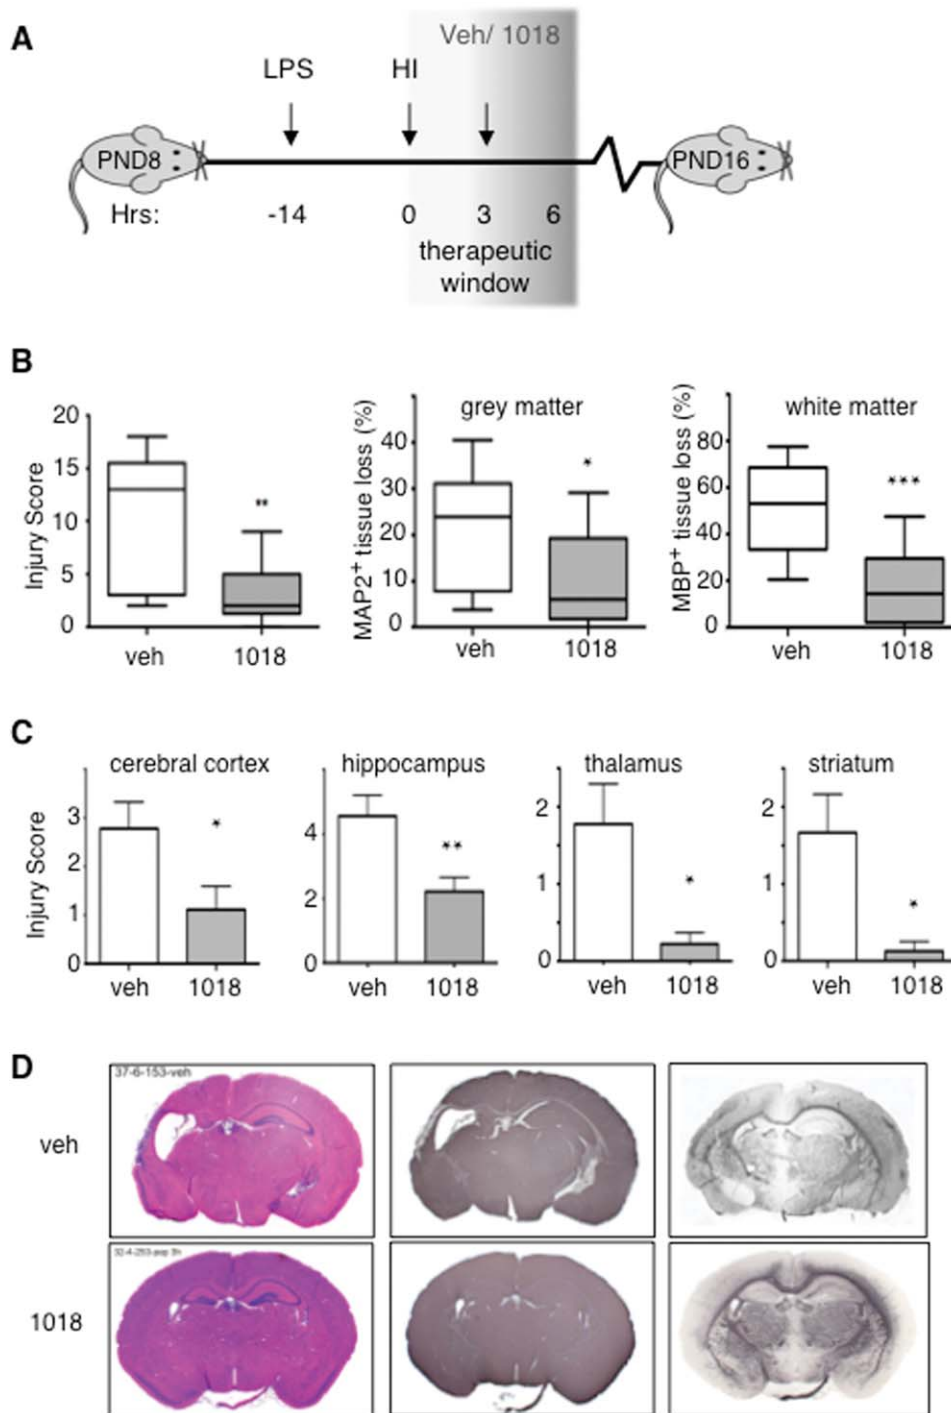 A
Veh/ 1018
LPS HI
PND8 PND16
Hrs: -14 0 3 6
therapeutic
window
B
grey matter white matter
Injury Score
20
15
10
5
0
**
veh 1018
MAP2+ tissue loss (%)
40
30
20
10
0
*
veh 1018
MBP+ tissue loss (%)
80
60
40
20
0
***
veh 1018
C
cerebral cortex hippocampus thalamus striatum
Injury Score
3
2
1
0
*
veh 1018
4
2
0
**
veh 1018
2
1
0
*
veh 1018
2
1
0
*
veh 1018
D
37-6-153-veh
veh
1018